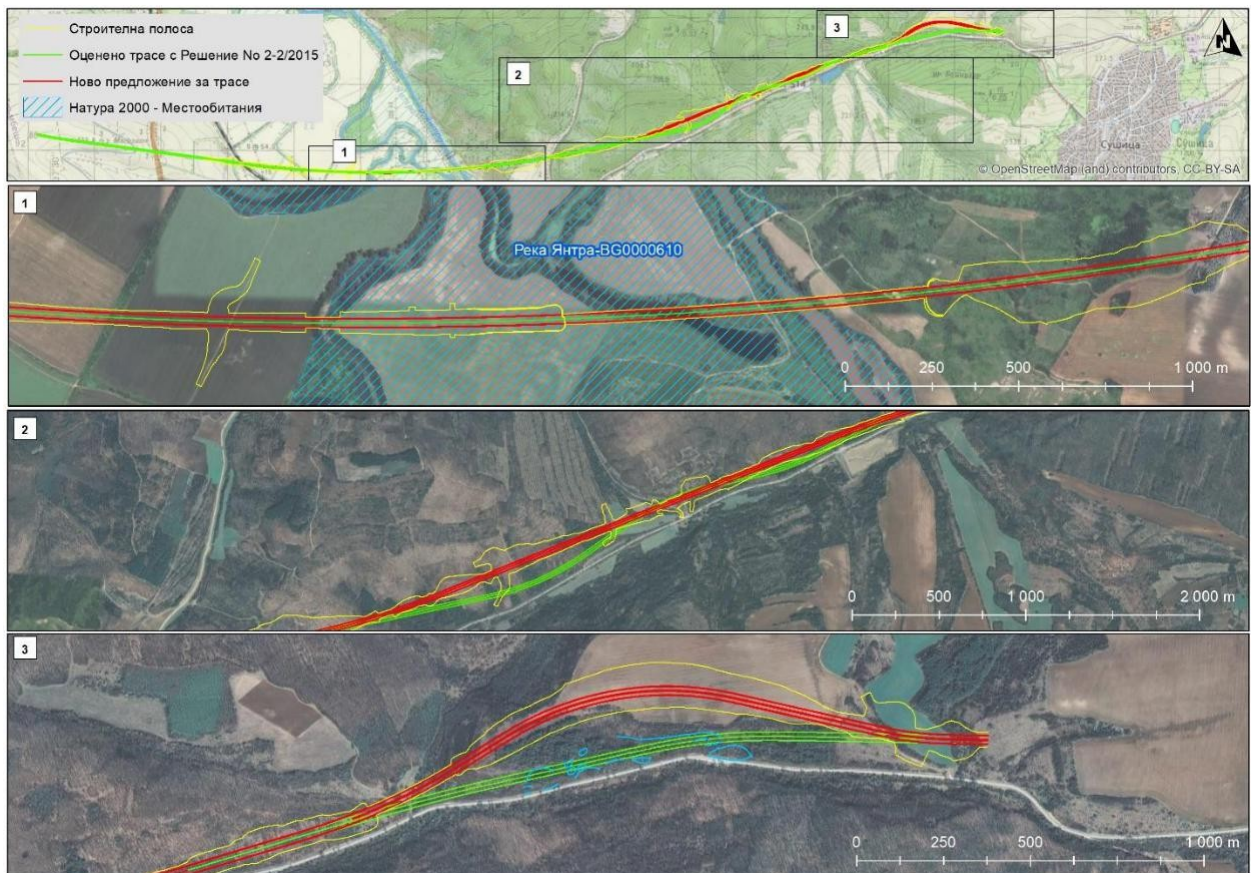 Строителна полоса
Оценено трасе с Решение No 2-2/2015
Ново предложение за трасе
Натура 2000 - Местообитания
1
2
3
N
Сушица
Сушица
© OpenStreetMap (and) contributors, CC-BY-SA
1
Река Янтра-BG0000610
0 250 500 1 000 m
2
0 500 1 000 2 000 m
3
0 250 500 1 000 m